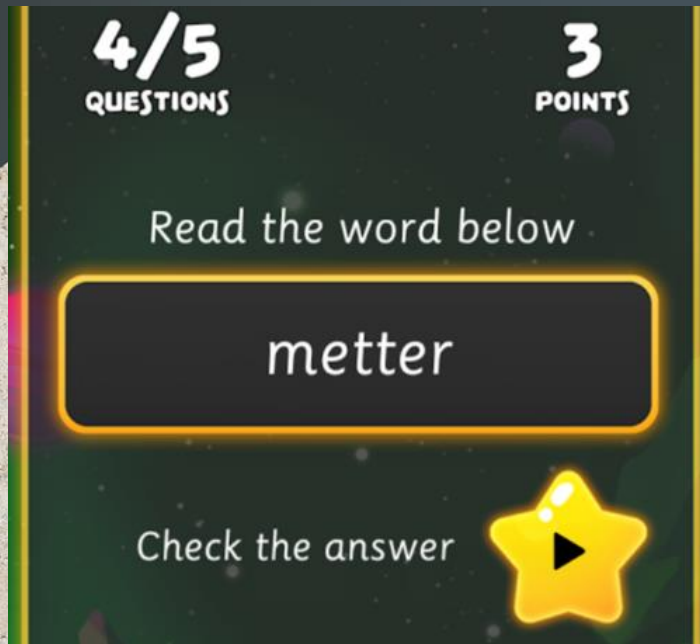 4/5
QUESTIONS
3
POINTS
Read the word below
metter
Check the answer